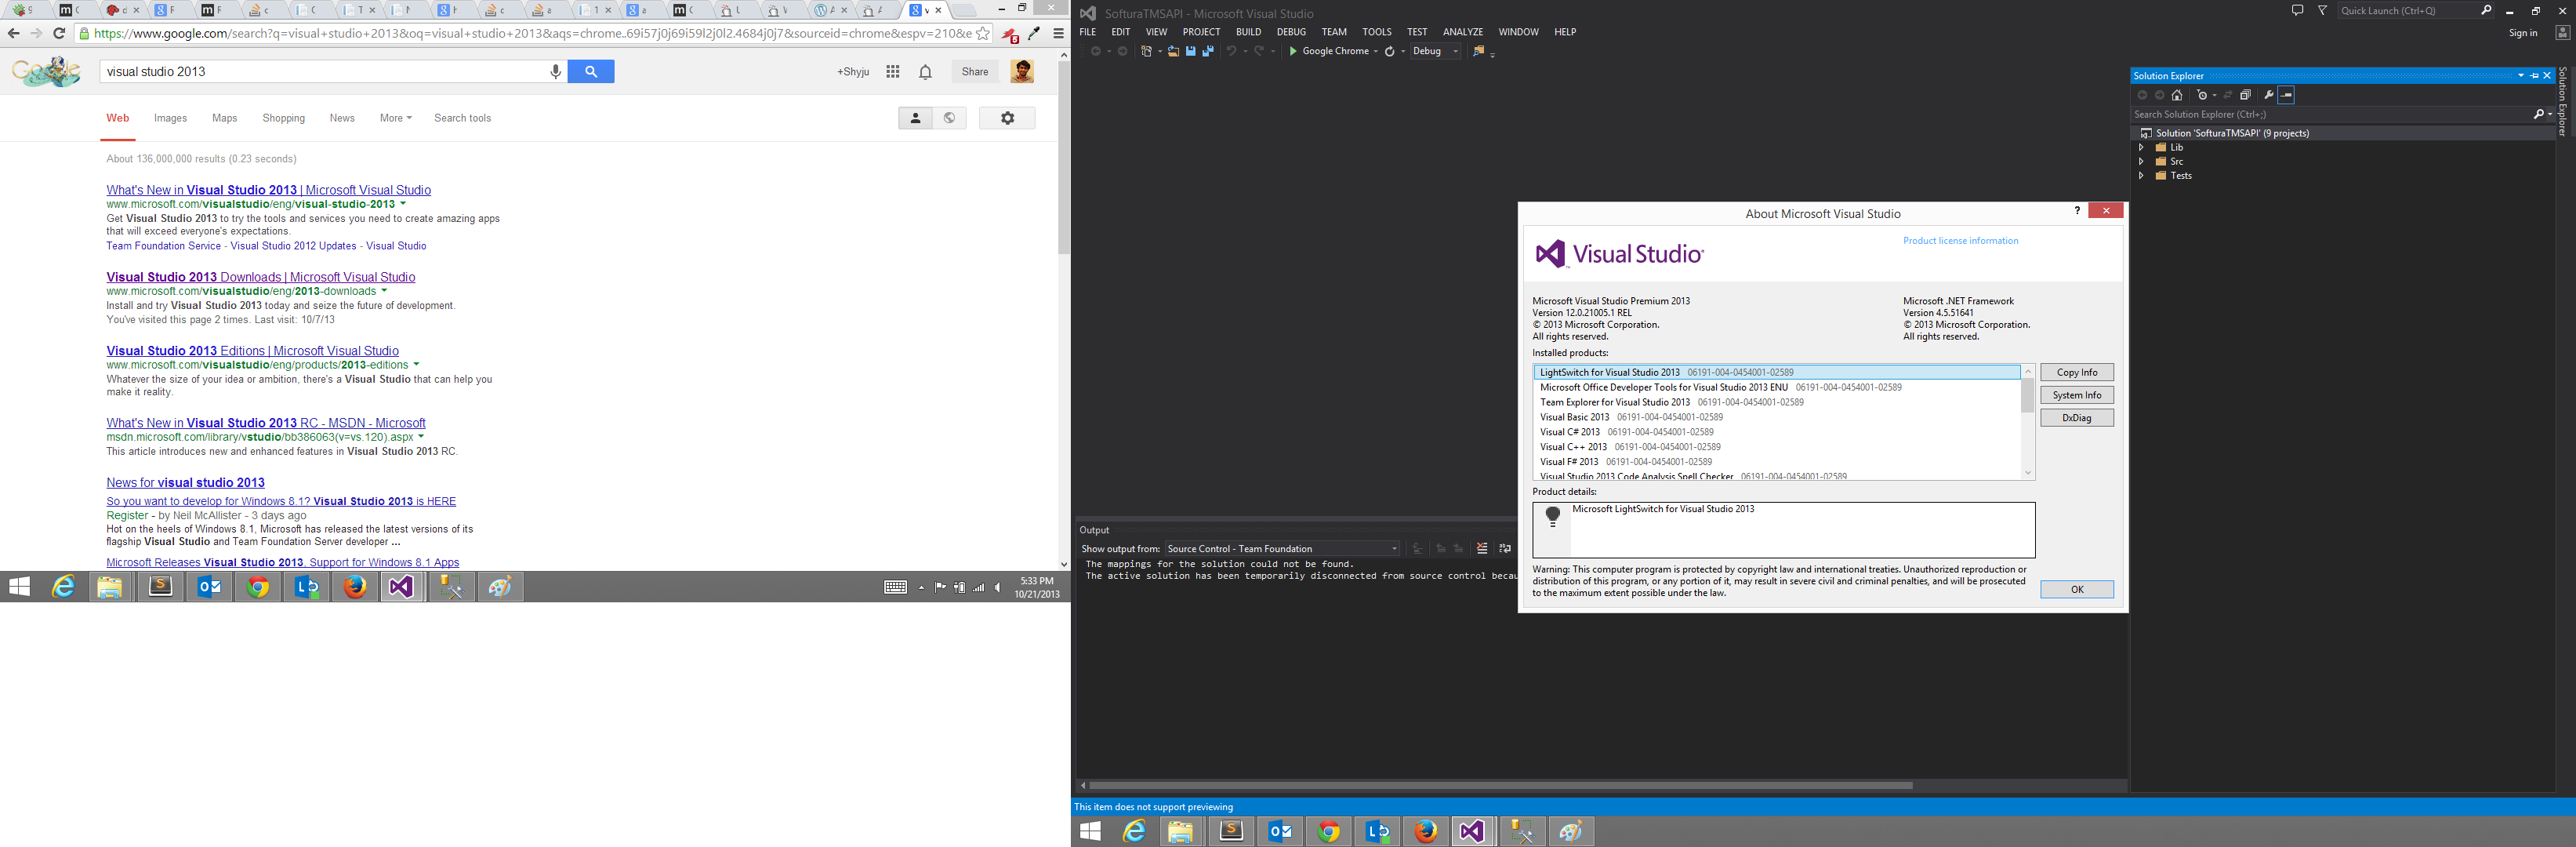 https://www.google.com/search?q=visual+studio+2013&oq=visual+studio+2013&aqs=chrome..69i57j0j69i59l2j0l2.4684j0j7&sourceid=chrome&espv=210&e
5
Google
visual studio 2013
+Shyju
Share
Web
Images
Maps
Shopping
News
More
Search tools
About 136,000,000 results (0.23 seconds)
What's New in Visual Studio 2013 | Microsoft Visual Studio
www.microsoft.com/visualstudio/eng/visual-studio-2013
Get Visual Studio 2013 to try the tools and services you need to create amazing apps
that will exceed everyone's expectations.
Team Foundation Service - Visual Studio 2012 Updates - Visual Studio
Visual Studio 2013 Downloads | Microsoft Visual Studio
www.microsoft.com/visualstudio/eng/2013-downloads
Install and try Visual Studio 2013 today and seize the future of development.
You've visited this page 2 times. Last visit: 10/7/13
Visual Studio 2013 Editions | Microsoft Visual Studio
www.microsoft.com/visualstudio/eng/products/2013-editions
Whatever the size of your idea or ambition, there's a Visual Studio that can help you
make it reality.
What's New in Visual Studio 2013 RC - MSDN - Microsoft
msdn.microsoft.com/library/vstudio/bb386063(v=vs.120).aspx
This article introduces new and enhanced features in Visual Studio 2013 RC.
News for visual studio 2013
So you want to develop for Windows 8.1? Visual Studio 2013 is HERE
Register - by Neil McAllister - 3 days ago
Hot on the heels of Windows 8.1, Microsoft has released the latest versions of its
flagship Visual Studio and Team Foundation Server developer ...
Microsoft Releases Visual Studio 2013, Support for Windows 8.1 Apps
5:33 PM
10/21/2013
SofturaTMSAPI - Microsoft Visual Studio
Quick Launch (Ctrl+Q)
FILE EDIT VIEW PROJECT BUILD DEBUG TEAM TOOLS TEST ANALYZE WINDOW HELP
Sign in
Google Chrome
Debug
Solution Explorer
Search Solution Explorer (Ctrl+;)
Solution 'SofturaTMSAPI' (9 projects)
Lib
Src
Tests
Solution Explorer
About Microsoft Visual Studio
?
Visual Studio
Product license information
Microsoft Visual Studio Premium 2013
Version 12.0.21005.1 REL
© 2013 Microsoft Corporation.
All rights reserved.
Microsoft .NET Framework
Version 4.5.51641
© 2013 Microsoft Corporation.
All rights reserved.
Installed products:
LightSwitch for Visual Studio 2013 06191-004-0454001-02589
Microsoft Office Developer Tools for Visual Studio 2013 ENU 06191-004-0454001-02589
Team Explorer for Visual Studio 2013 06191-004-0454001-02589
Visual Basic 2013 06191-004-0454001-02589
Visual C# 2013 06191-004-0454001-02589
Visual C++ 2013 06191-004-0454001-02589
Visual F# 2013 06191-004-0454001-02589
Visual Studio 2013 Code Analysis Spell Checker 06191-004-0454001-02589
Copy Info
System Info
DxDiag
Product details:
Microsoft LightSwitch for Visual Studio 2013
Warning: This computer program is protected by copyright law and international treaties. Unauthorized reproduction or
distribution of this program, or any portion of it, may result in severe civil and criminal penalties, and will be prosecuted
to the maximum extent possible under the law.
OK
Output
Show output from: Source Control - Team Foundation
The mappings for the solution could not be found.
The active solution has been temporarily disconnected from source control becau
This item does not support previewing